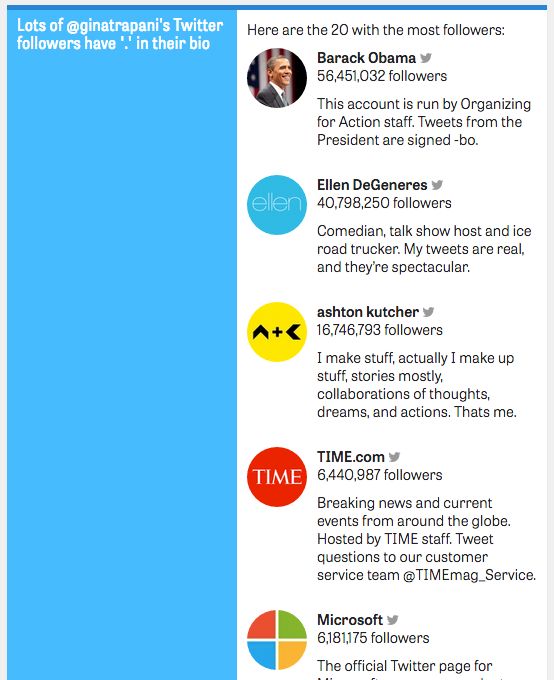 Lots of @ginatrapani's Twitter
followers have '.' in their bio
Here are the 20 with the most followers:
Barack Obama
56,451,032 followers
This account is run by Organizing
for Action staff. Tweets from the
President are signed -bo.
ellen
Ellen DeGeneres
40,798,250 followers
Comedian, talk show host and ice
road trucker. My tweets are real,
and they're spectacular.
A+K
ashton kutcher
16,746,793 followers
I make stuff, actually I make up
stuff, stories mostly,
collaborations of thoughts,
dreams, and actions. Thats me.
TIME
TIME.com
6,440,987 followers
Breaking news and current
events from around the globe.
Hosted by TIME staff. Tweet
questions to our customer
service team @TIMEmag_Service.
Microsoft
6,181,175 followers
The official Twitter page for